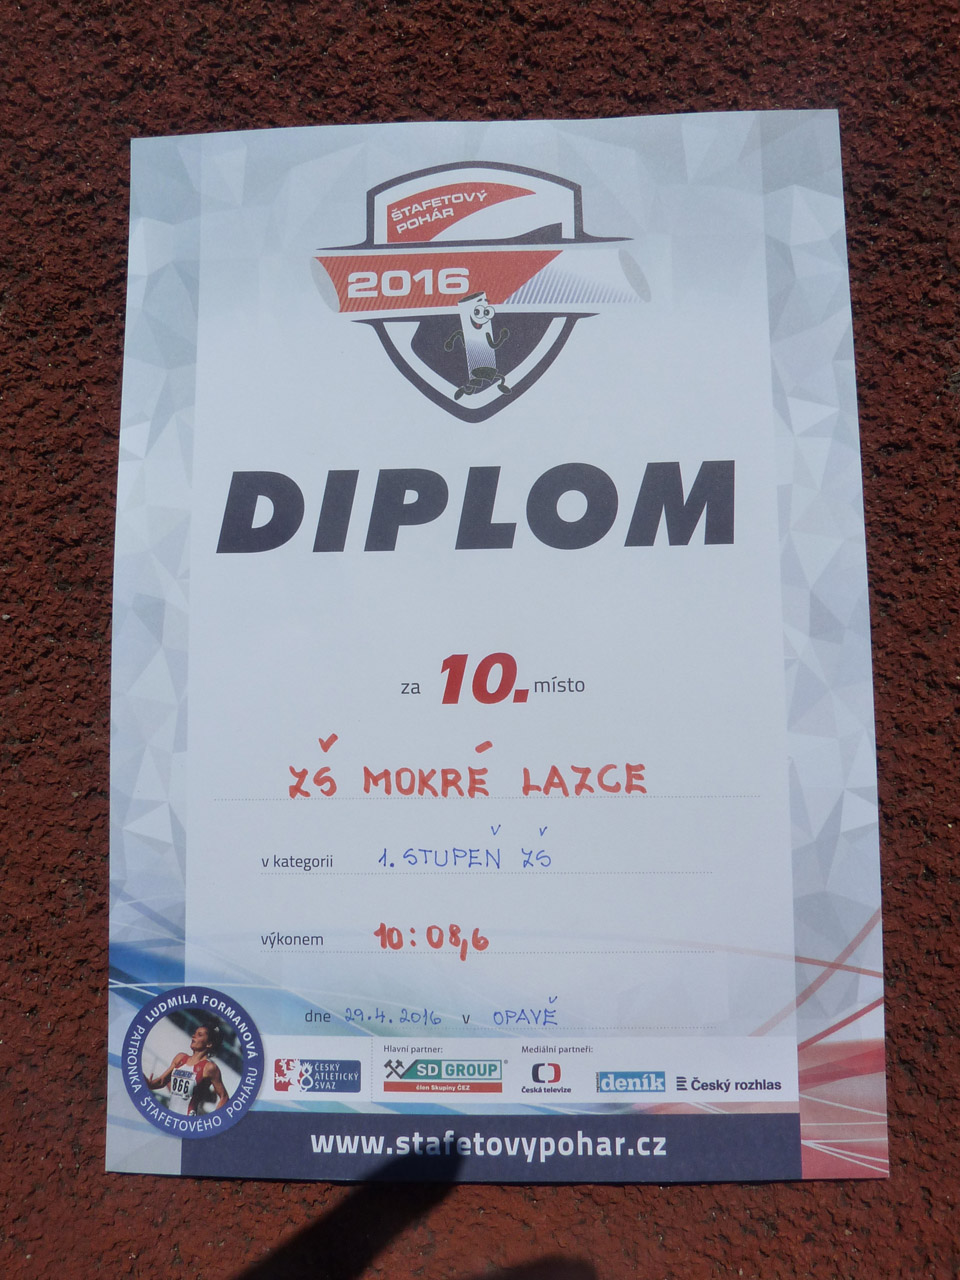 ŠTAFETOVÝ
POHÁR
2016
DIPLOM
za 10. místo
ZŠ MOKRÉ LAZCE
v kategorii 1. STUPEŇ ZŠ
výkonem 10:08,6
dne 29.4.2016 v OPAVĚ
LUDMILA FORMANOVÁ
PATRONKA ŠTAFETOVÉHO POHÁRU
066
ČESKÝ
ATLETICKÝ
SVAZ
Hlavní partner:
SD GROUP®
člen Skupiny ČEZ
Mediální partneři:
Česká televize
deník
Český rozhlas
www.stafetovypohar.cz